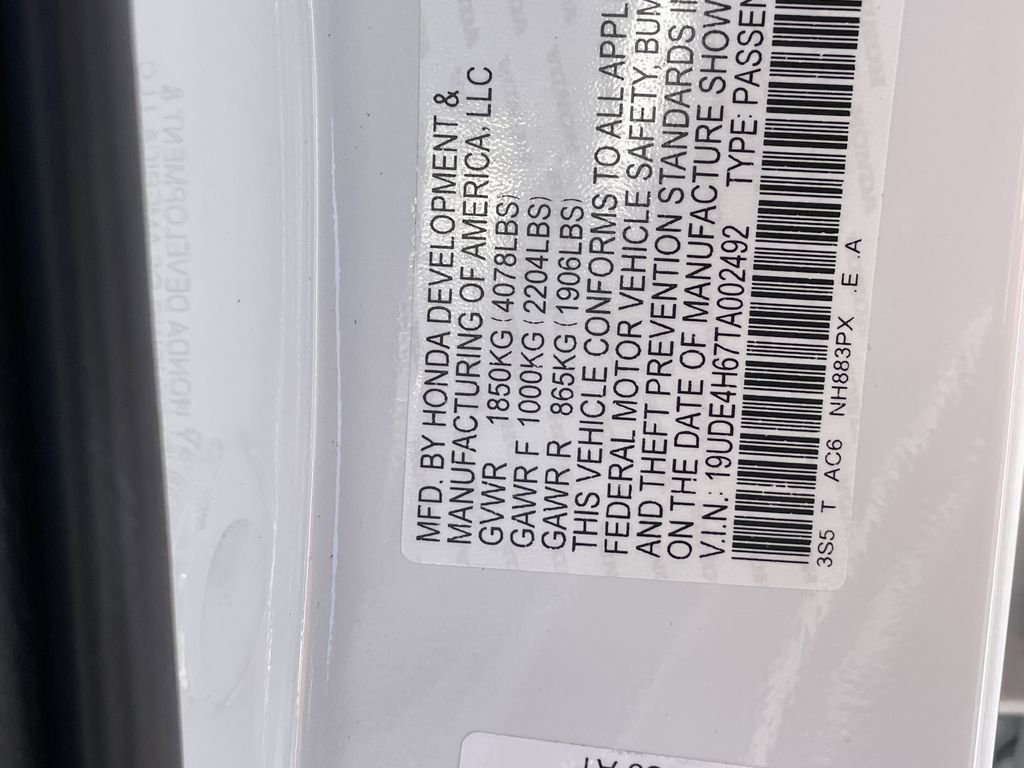 MFD. BY HONDA DEVELOPMENT &
MANUFACTURING OF AMERICA, LLC
GVWR 1850KG (4078LBS)
GAWR F 1000KG (2204LBS)
GAWR R 865KG (1906LBS)
THIS VEHICLE CONFORMS TO ALL APPL
FEDERAL MOTOR VEHICLE SAFETY, BUM
AND THEFT PREVENTION STANDARDS I
ON THE DATE OF MANUFACTURE SHOW
V.I.N.: 19UDE4H67TA002492 TYPE: PASSEN
3S5 T AC6 NH883PX .E .A